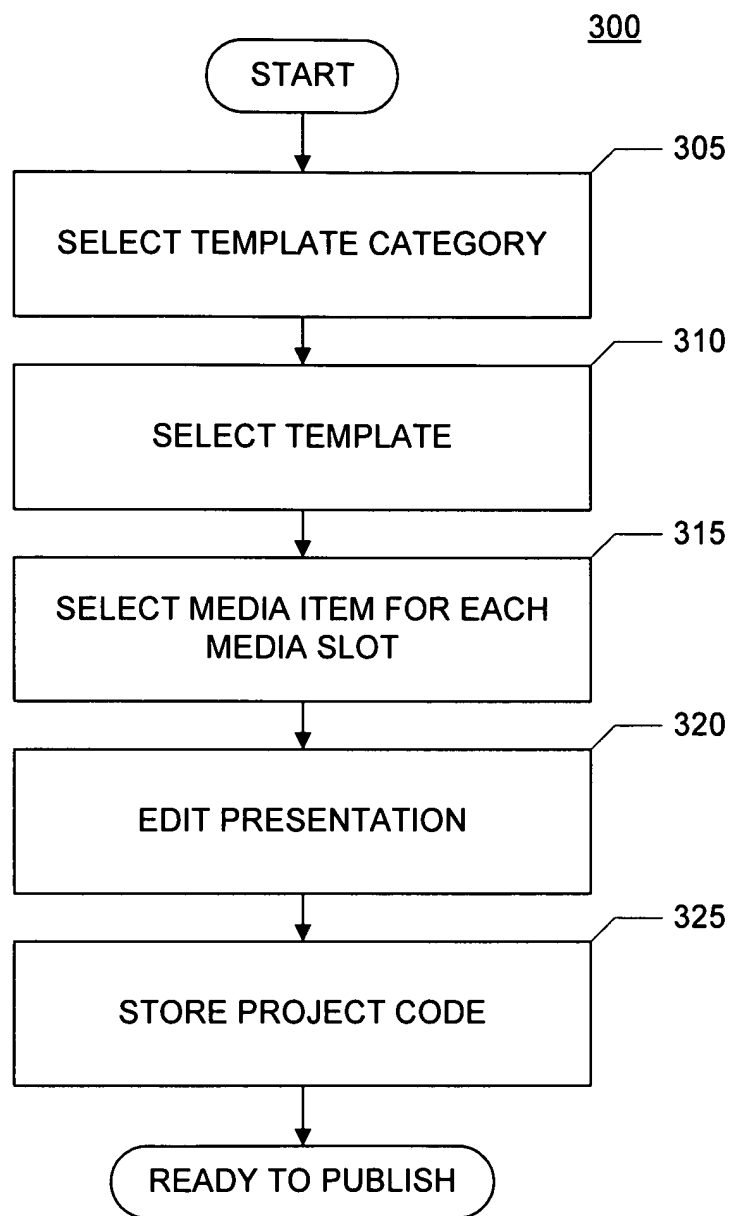 300
START
305
SELECT TEMPLATE CATEGORY
310
SELECT TEMPLATE
315
SELECT MEDIA ITEM FOR EACH
MEDIA SLOT
320
EDIT PRESENTATION
325
STORE PROJECT CODE
READY TO PUBLISH